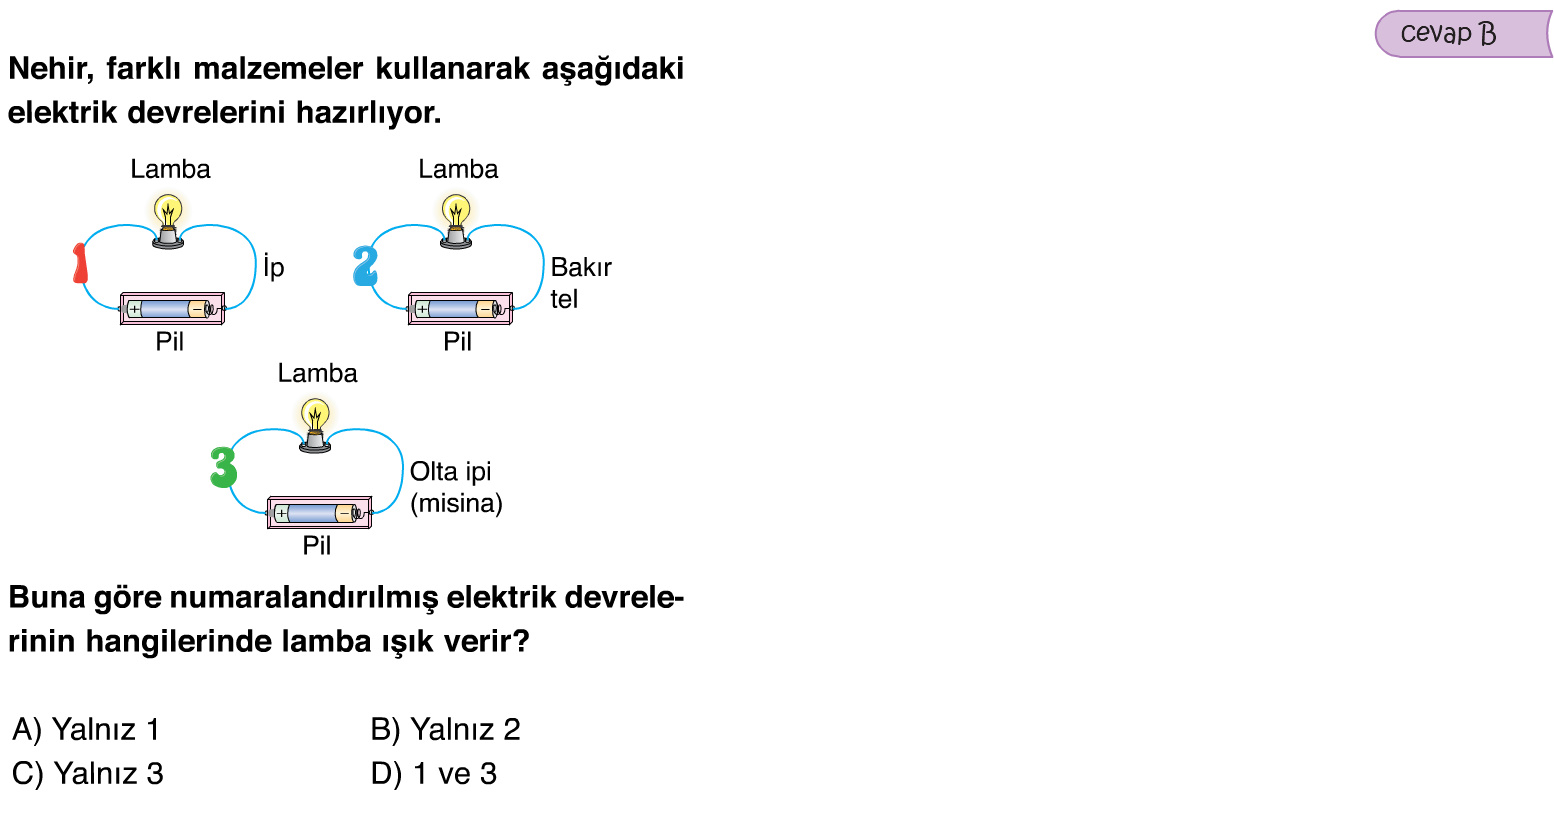 cevap B
Nehir, farklı malzemeler kullanarak aşağıdaki
elektrik devrelerini hazırlıyor.
Lamba
1
İp
+ −
Pil
Lamba
2
Bakır
tel
+ −
Pil
Lamba
3
Olta ipi
(misina)
+ −
Pil
Buna göre numaralandırılmış elektrik devrele-
rinin hangilerinde lamba ışık verir?
A) Yalnız 1
B) Yalnız 2
C) Yalnız 3
D) 1 ve 3